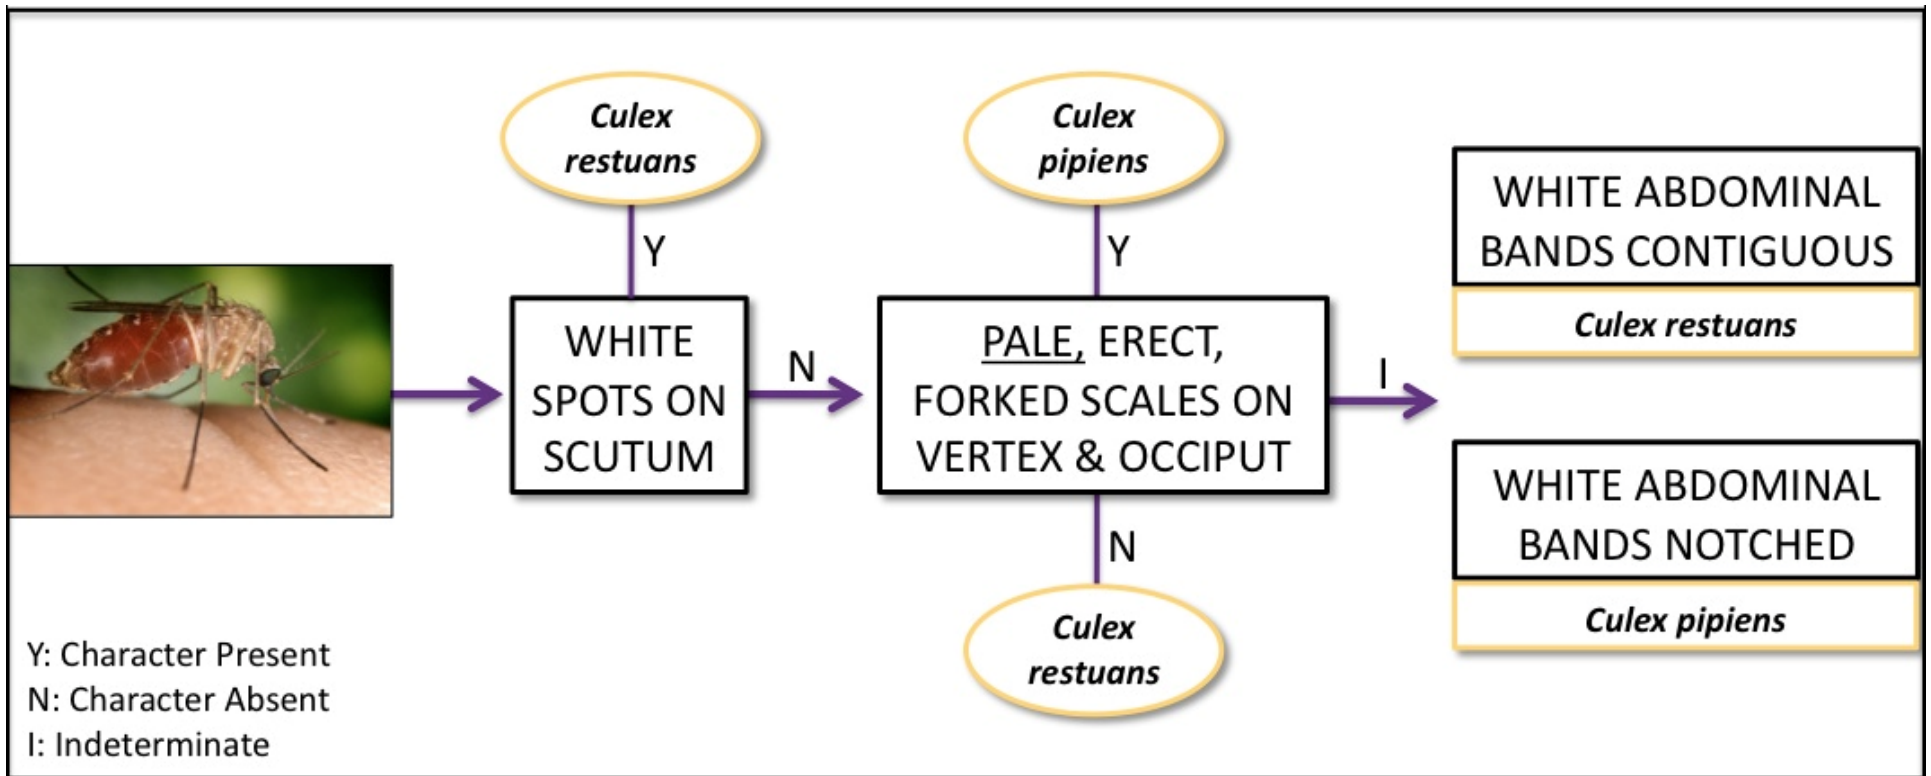 Culex
restuans
Y
WHITE
SPOTS ON
SCUTUM
N
Culex
pipiens
Y
PALE, ERECT,
FORKED SCALES ON
VERTEX & OCCIPUT
N
Culex
restuans
I
WHITE ABDOMINAL
BANDS CONTIGUOUS
Culex restuans
WHITE ABDOMINAL
BANDS NOTCHED
Culex pipiens
Y: Character Present
N: Character Absent
I: Indeterminate